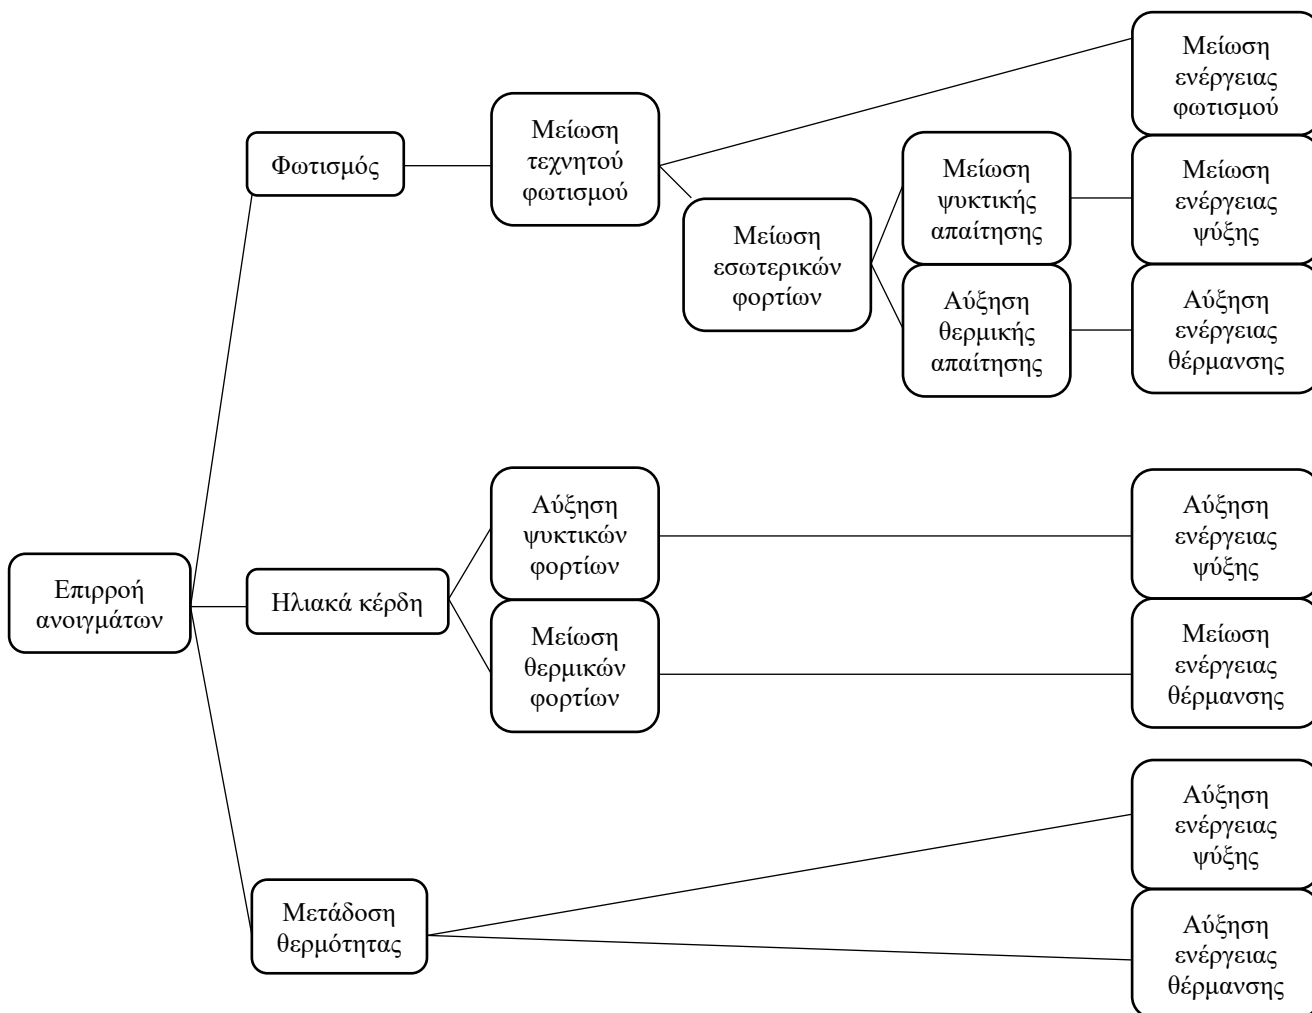 Μείωση
ενέργειας
φωτισμού
Φωτισμός
Μείωση
τεχνητού
φωτισμού
Μείωση
εσωτερικών
φορτίων
Μείωση
ψυκτικής
απαίτησης
Μείωση
ενέργειας
ψύξης
Αύξηση
θερμικής
απαίτησης
Αύξηση
ενέργειας
θέρμανσης
Επιρροή
ανοιγμάτων
Ηλιακά κέρδη
Αύξηση
ψυκτικών
φορτίων
Αύξηση
ενέργειας
ψύξης
Μείωση
θερμικών
φορτίων
Μείωση
ενέργειας
θέρμανσης
Μετάδοση
θερμότητας
Αύξηση
ενέργειας
ψύξης
Αύξηση
ενέργειας
θέρμανσης